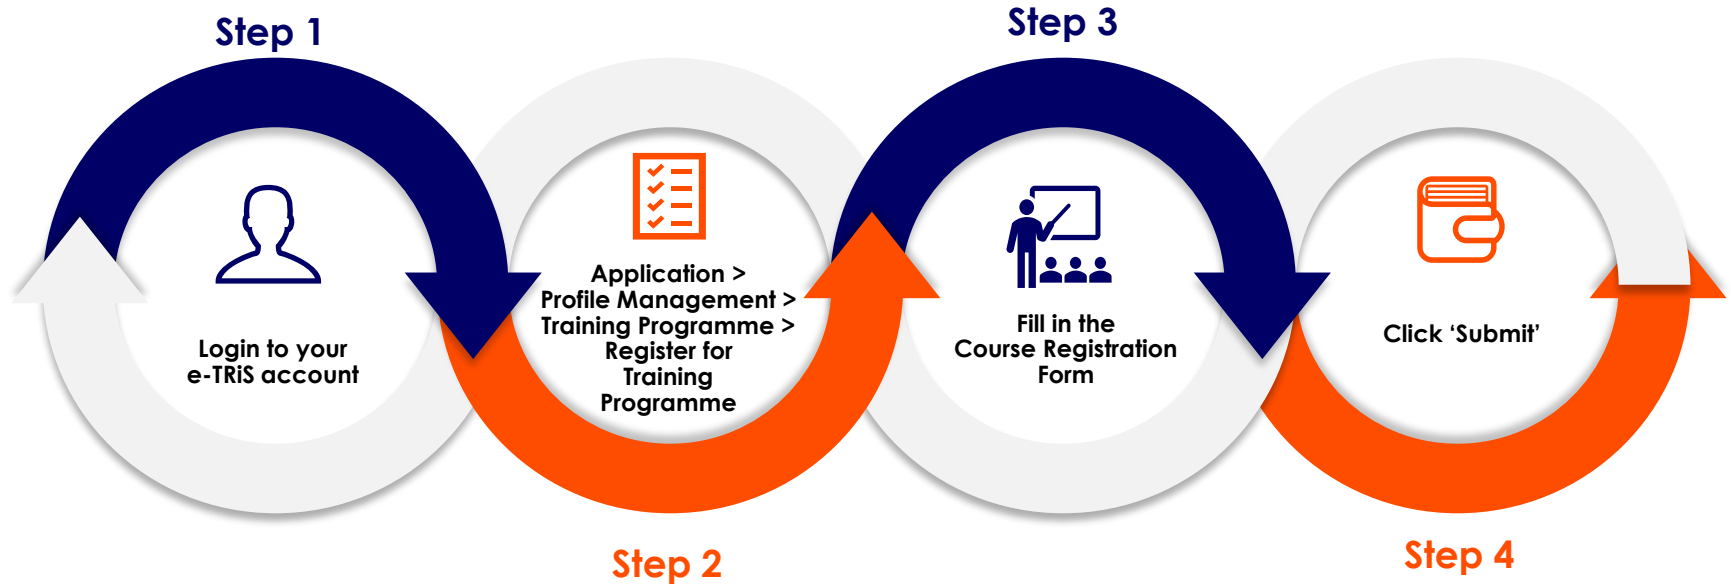 Step 1
Login to your
e-TRiS account
Application >
Profile Management >
Training Programme >
Register for
Training
Programme
Step 2
Step 3
Fill in the
Course Registration
Form
Click ‘Submit’
Step 4